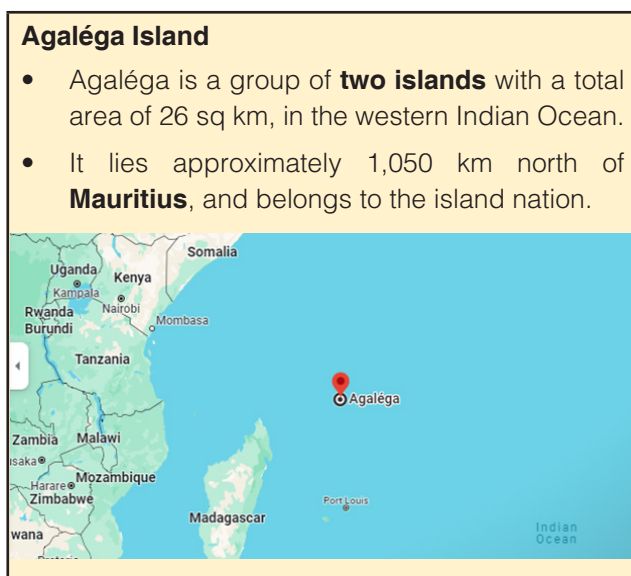 Agaléga Island
• Agaléga is a group of two islands with a total
area of 26 sq km, in the western Indian Ocean.
• It lies approximately 1,050 km north of
Mauritius, and belongs to the island nation.
Somalia
Uganda
Kenya
Kampala
Nairobi
Rwanda
Burundi
Mombasa
Tanzania
Agaléga
Zambia
Malawi
usaka
Mozambique
Harare
Zimbabwe
Port Louis
Madagascar
Indian
Ocean
wana